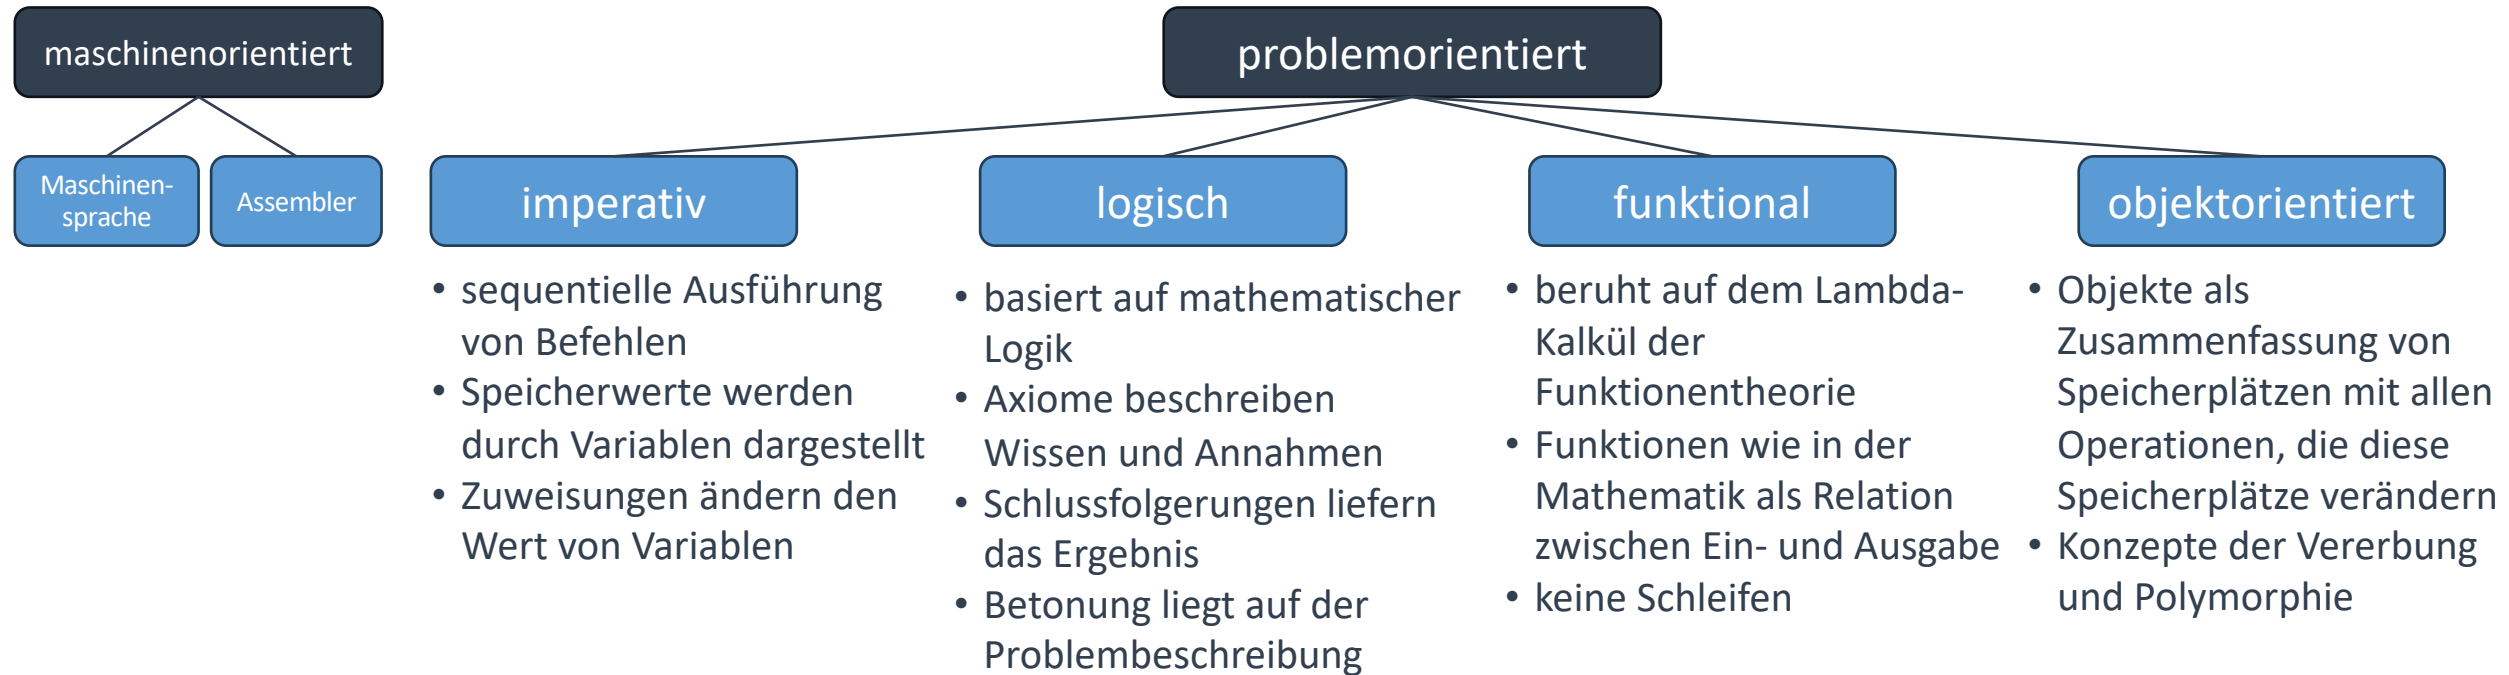 maschinenorientiert
problemorientiert
Maschinen-
sprache
Assembler
imperativ
logisch
funktional
objektorientiert
• sequentielle Ausführung
von Befehlen
• Speicherwerte werden
durch Variablen dargestellt
• Zuweisungen ändern den
Wert von Variablen
• basiert auf mathematischer
Logik
• Axiome beschreiben
Wissen und Annahmen
• Schlussfolgerungen liefern
das Ergebnis
• Betonung liegt auf der
Problembeschreibung
• beruht auf dem Lambda-
Kalkül der
Funktionentheorie
• Funktionen wie in der
Mathematik als Relation
zwischen Ein- und Ausgabe
• keine Schleifen
• Objekte als
Zusammenfassung von
Speicherplätzen mit allen
Operationen, die diese
Speicherplätze verändern
• Konzepte der Vererbung
und Polymorphie